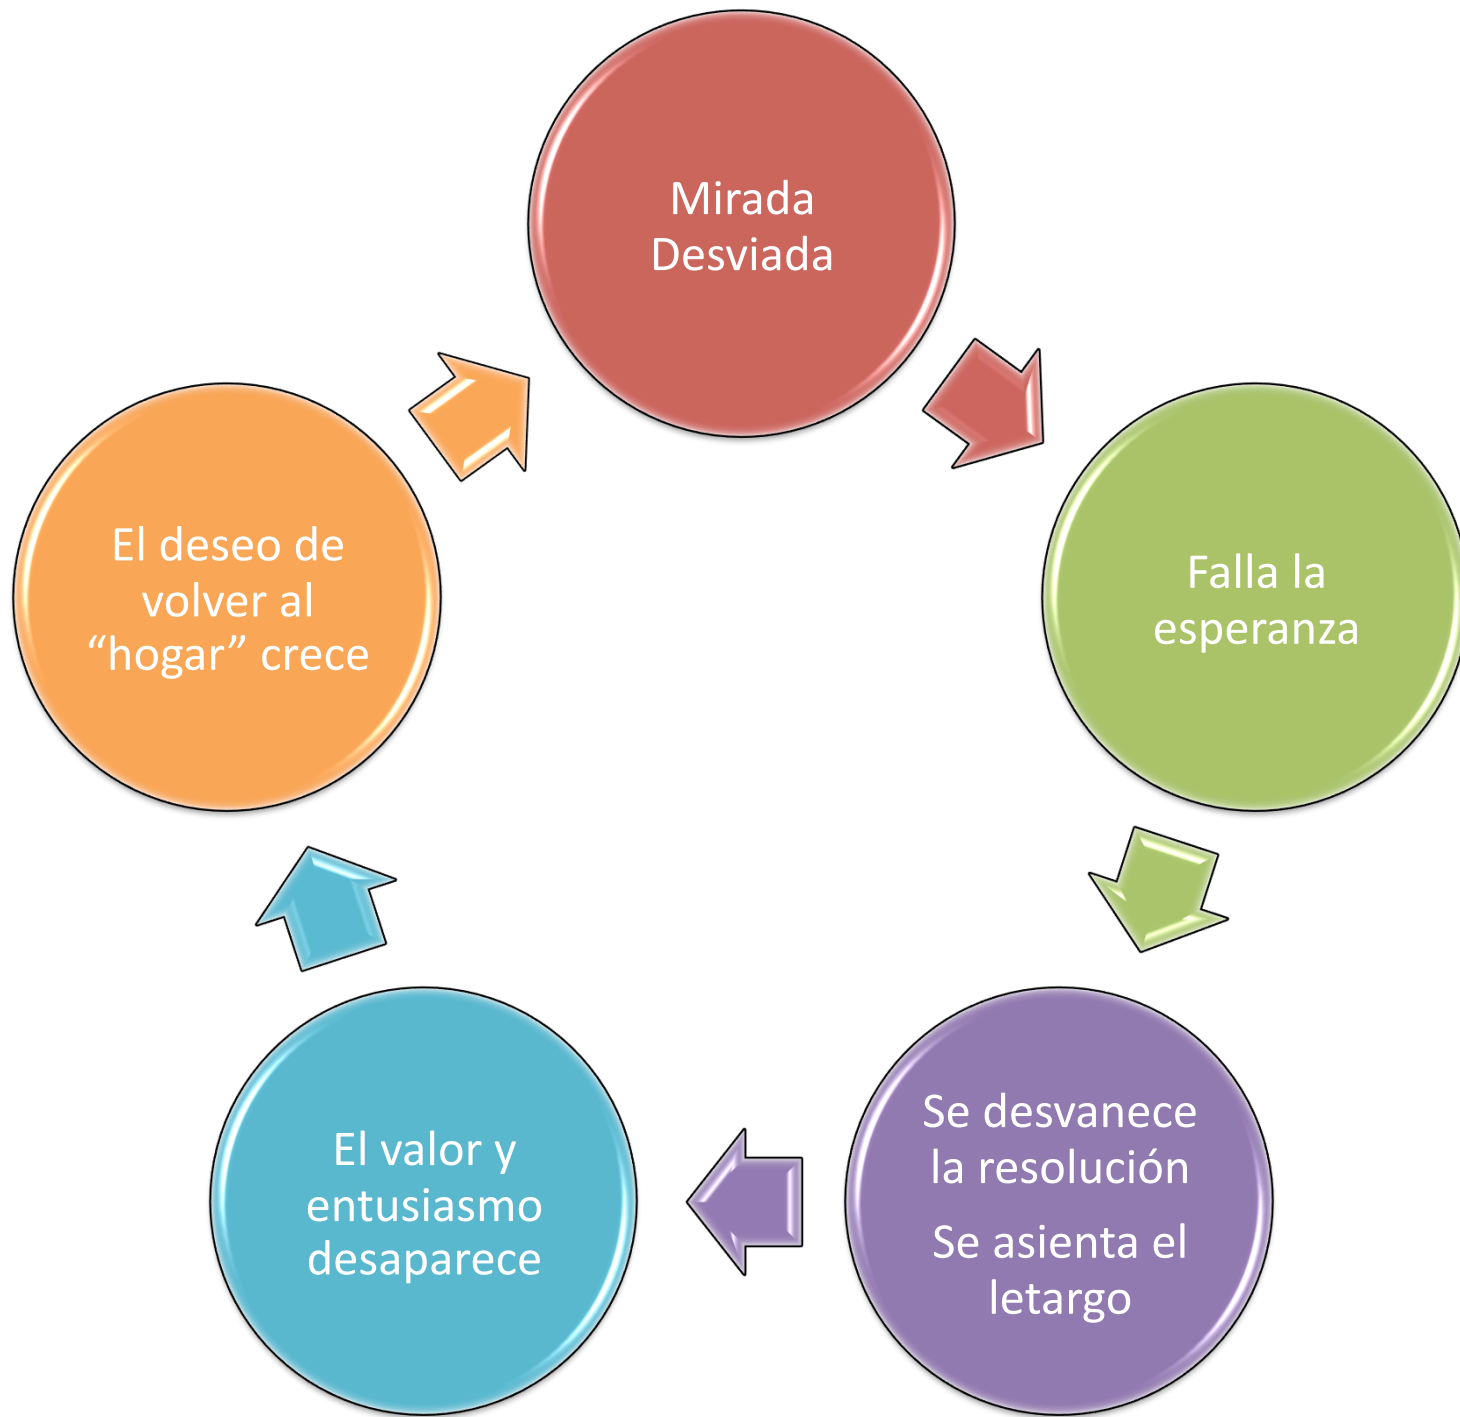 Mirada
Desviada
Falla la
esperanza
Se desvanece
la resolución
Se asienta el
letargo
El valor y
entusiasmo
desaparece
El deseo de
volver al
“hogar” crece